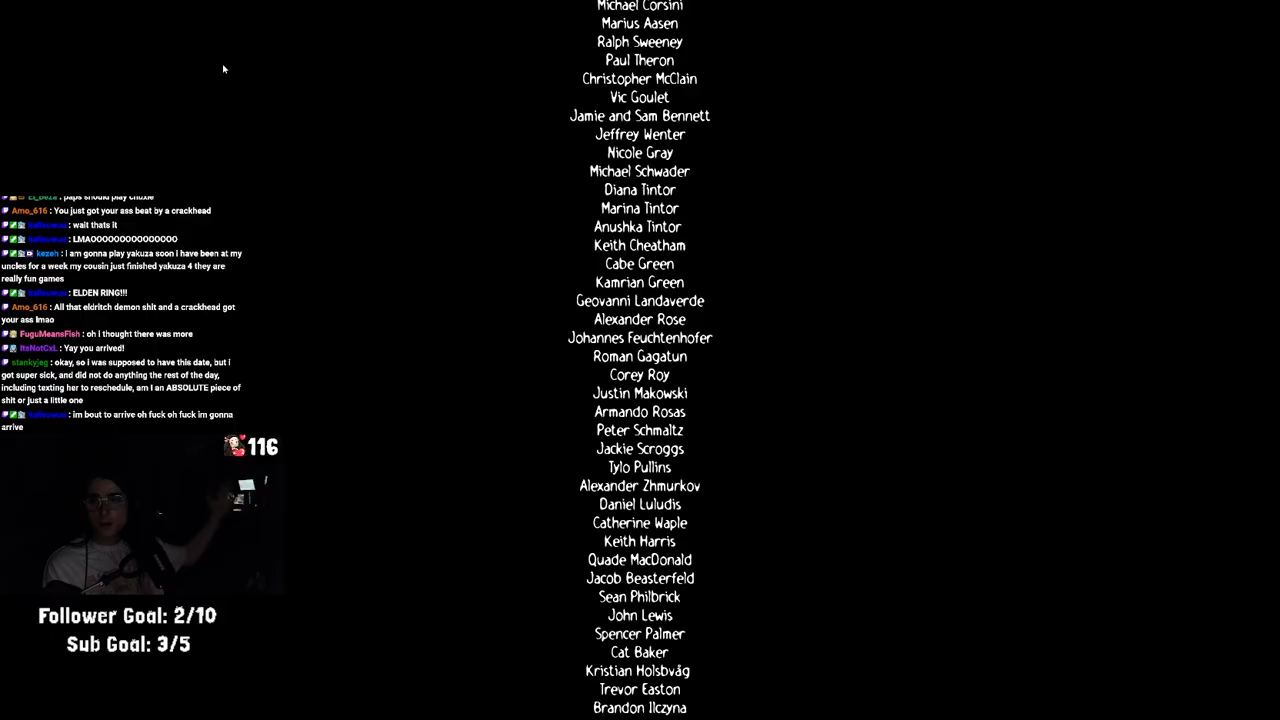 Michael Corsini
Marius Aasen
Ralph Sweeney
Paul Theron
Christopher McClain
Vic Goulet
Jamie and Sam Bennett
Jeffrey Wenter
Nicole Gray
Michael Schwader
Diana Tintor
Marina Tintor
Anushka Tintor
Keith Cheatham
Cabe Green
Kamrian Green
Geovanni Landaverde
Alexander Rose
Johannes Feuchtenhofer
Roman Gagatun
Corey Roy
Justin Makowski
Armando Rosas
Peter Schmaltz
Jackie Scroggs
Tylo Pullins
Alexander Zhmurkov
Daniel Luludis
Catherine Waple
Keith Harris
Quade MacDonald
Jacob Beasterfeld
Sean Philbrick
John Lewis
Spencer Palmer
Cat Baker
Kristian Holsbvåg
Trevor Easton
Brandon Ilczyna
: paps should play
Amo_616 : You just got your ass beat by a crackhead
: wait thats it
: LMAOOOOOOOOOOOOOOO
kezeh : i am gonna play yakuza soon i have been at my
uncles for a week my cousin just finished yakuza 4 they are
really fun games
: ELDEN RING!!!
Amo_616 : All that eldritch demon shit and a crackhead got
your ass lmao
FuguMeansFish : oh i thought there was more
ItsNotCxL : Yay you arrived!
stankyjeg : okay, so i was supposed to have this date, but i
got super sick, and did not do anything the rest of the day,
including texting her to reschedule, am I an ABSOLUTE piece of
shit or just a little one
: im bout to arrive oh fuck oh fuck im gonna
arrive
116
Follower Goal: 2/10
Sub Goal: 3/5